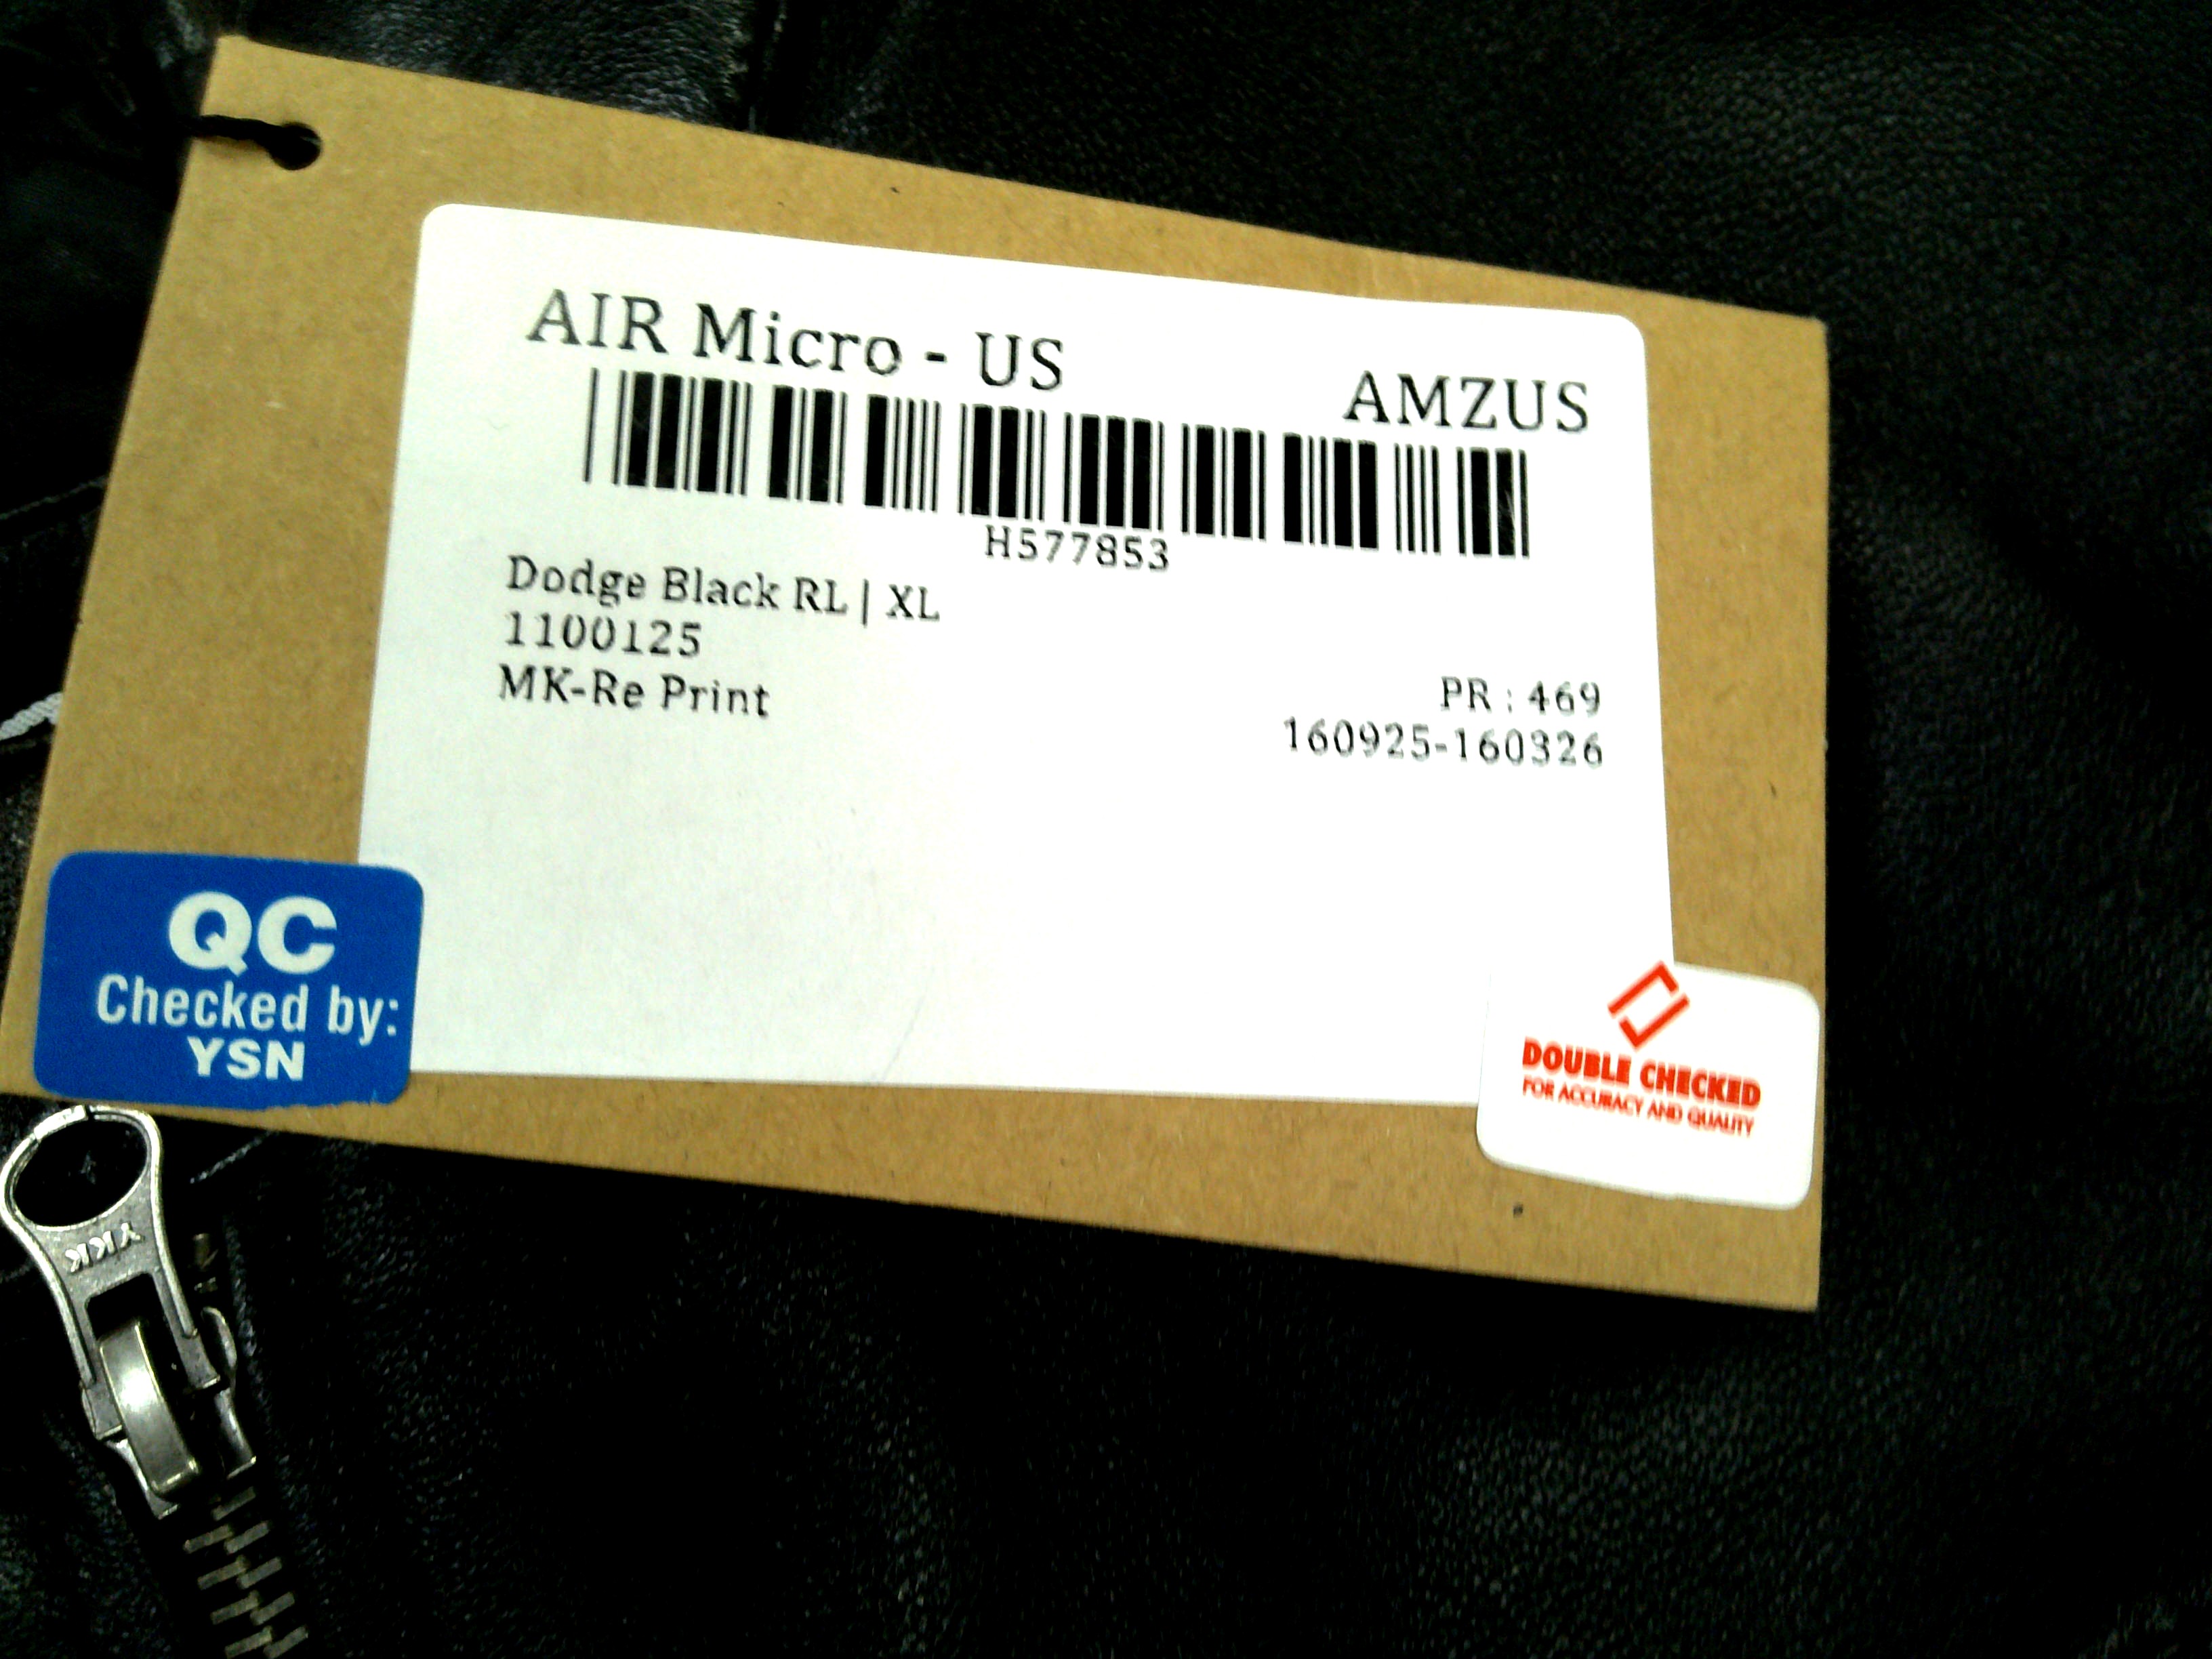 AIR Micro - US
AMZUS
H577853
Dodge Black RL | XL
1100125
MK-Re Print
PR : 469
160925-160326
QC
Checked by:
YSN
DOUBLE CHECKED
FOR ACCURACY AND QUALITY
YKK